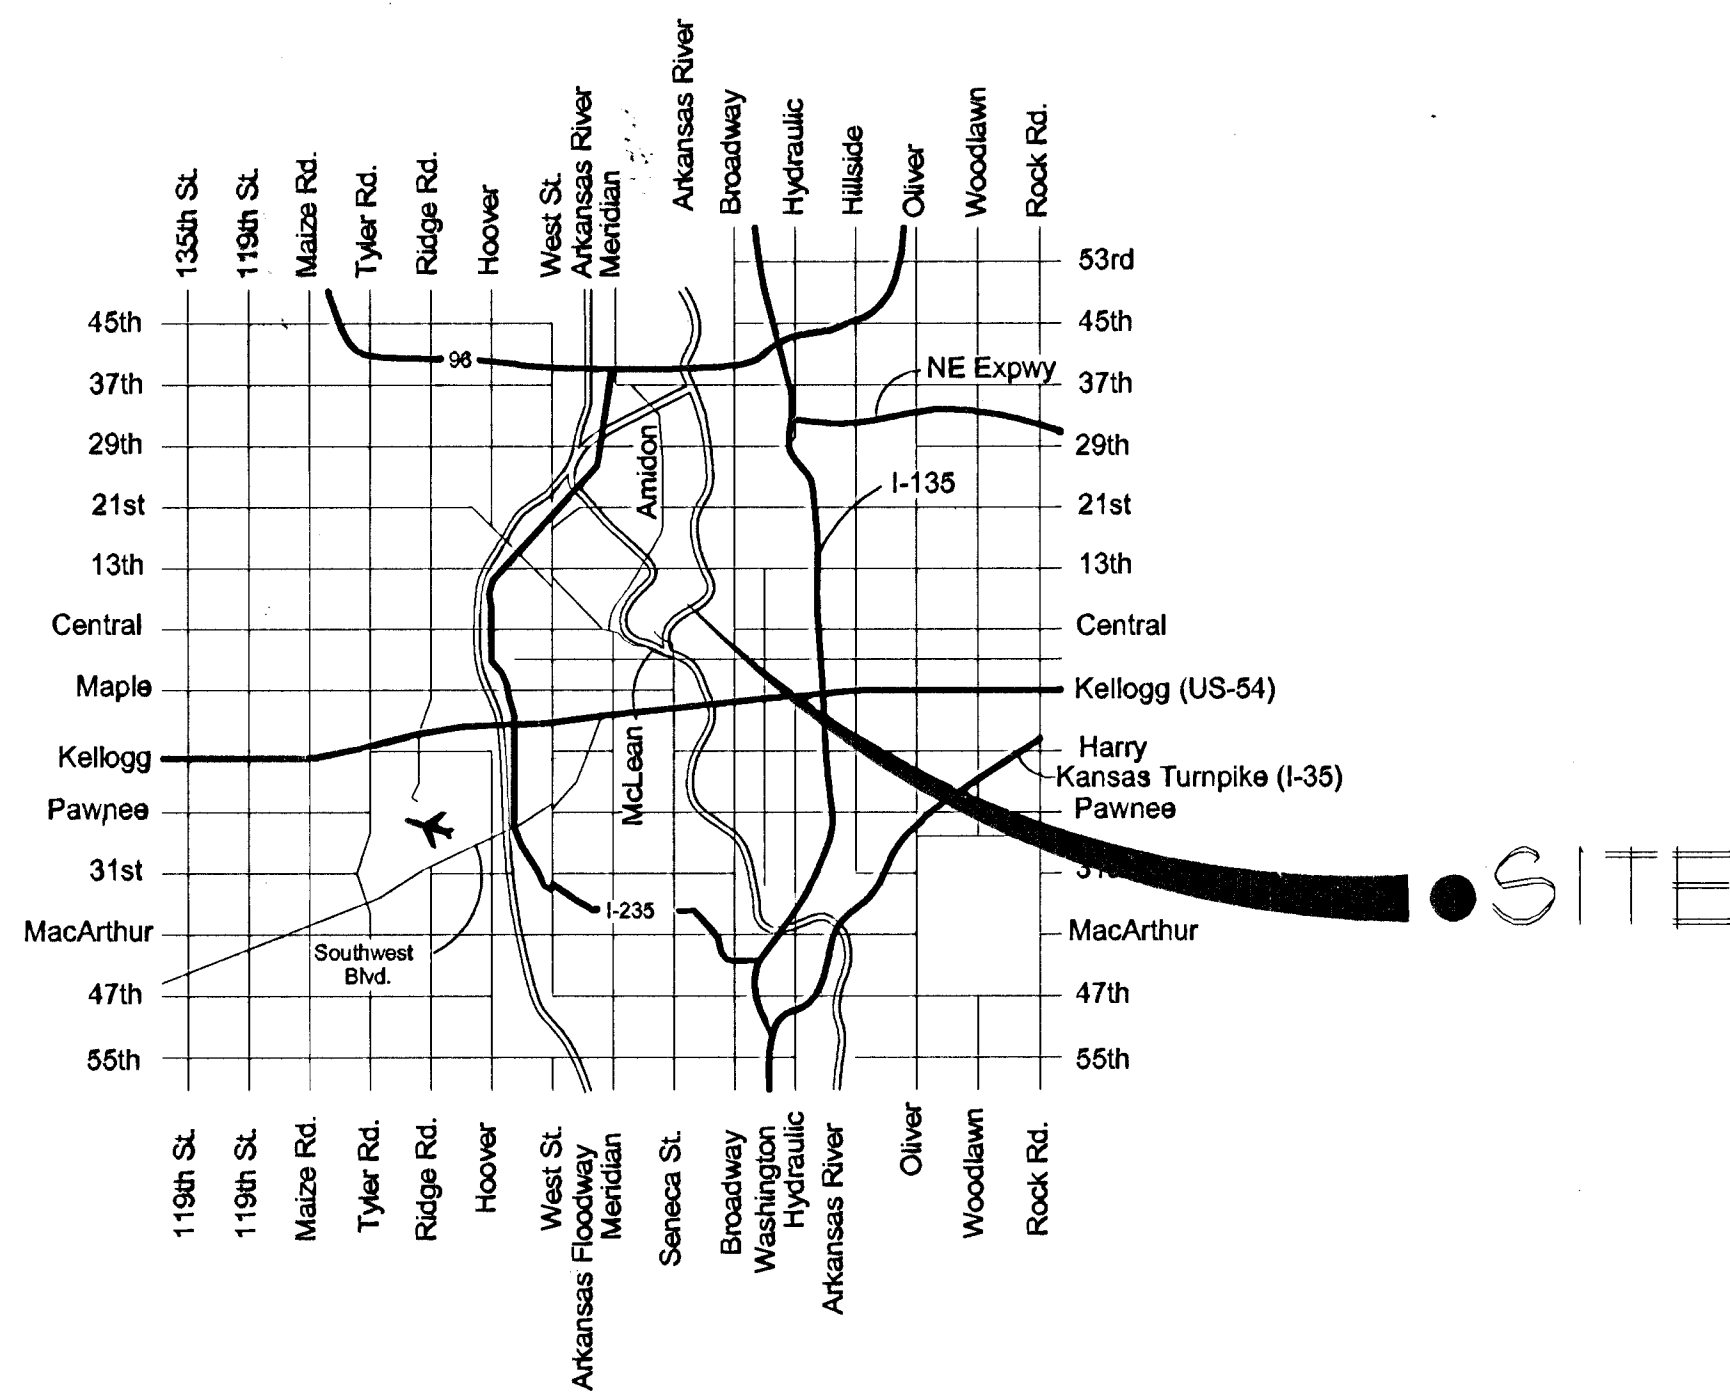 135th St.
119th St.
Maize Rd.
Tyler Rd.
Ridge Rd.
Hoover
West St.
Arkansas River
Meridian
Arkansas River
Broadway
Hydraulic
Hillside
Oliver
Woodlawn
Rock Rd.
45th
37th
29th
21st
13th
Central
Maple
Kellogg
Pawnee
31st
MacArthur
47th
55th
96
Amidon
McLean
I-235
Southwest
Blvd.
NE Expwy
I-135
53rd
45th
37th
29th
21st
13th
Central
Kellogg (US-54)
Harry
Kansas Turnpike (I-35)
Pawnee
MacArthur
47th
55th
SITE
119th St.
119th St.
Maize Rd.
Tyler Rd.
Ridge Rd.
Hoover
West St.
Arkansas Floodway
Meridian
Seneca St.
Broadway
Washington
Hydraulic
Arkansas River
Oliver
Woodlawn
Rock Rd.